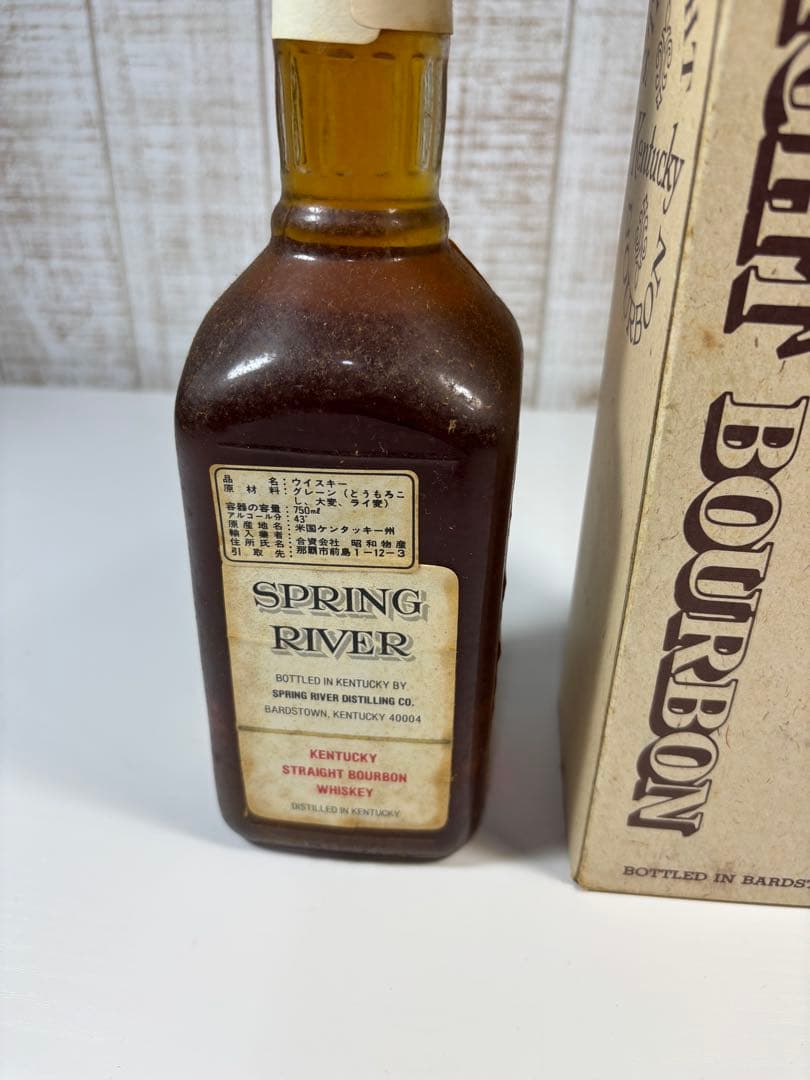 品名：ウイスキー
原材料：グレーン（とうもろこ
し、大麦、ライ麦）
容器の容量：750mℓ
アルコール分：43°
原産地名：米国ケンタッキー州
輸入業者：
住所氏名：合資会社 昭和物産
引取先：那覇市前島1-12-3
SPRING
RIVER
BOTTLED IN KENTUCKY BY
SPRING RIVER DISTILLING CO.
BARDSTOWN, KENTUCKY 40004
KENTUCKY
STRAIGHT BOURBON
WHISKEY
DISTILLED IN KENTUCKY
Kentucky
BOURBON
BOURBON
BOTTLED IN BARDST